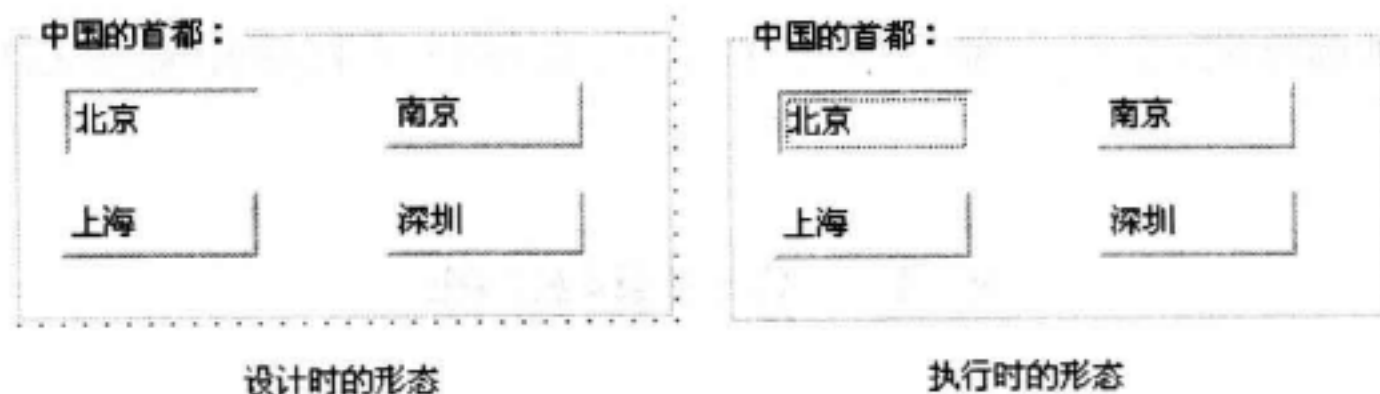 中国的首都：
北京 南京
上海 深圳
设计时的形态
中国的首都：
北京 南京
上海 深圳
执行时的形态